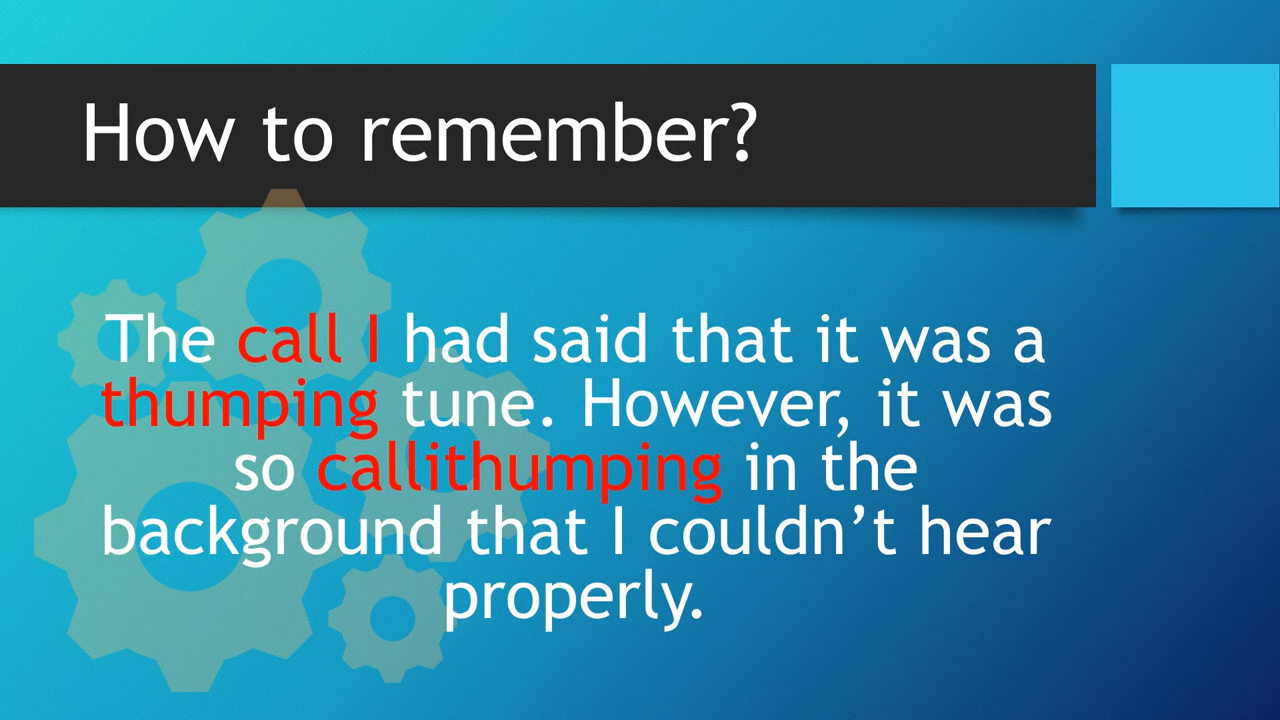 How to remember?
The call I had said that it was a
thumping tune. However, it was
so callithumping in the
background that I couldn’t hear
properly.